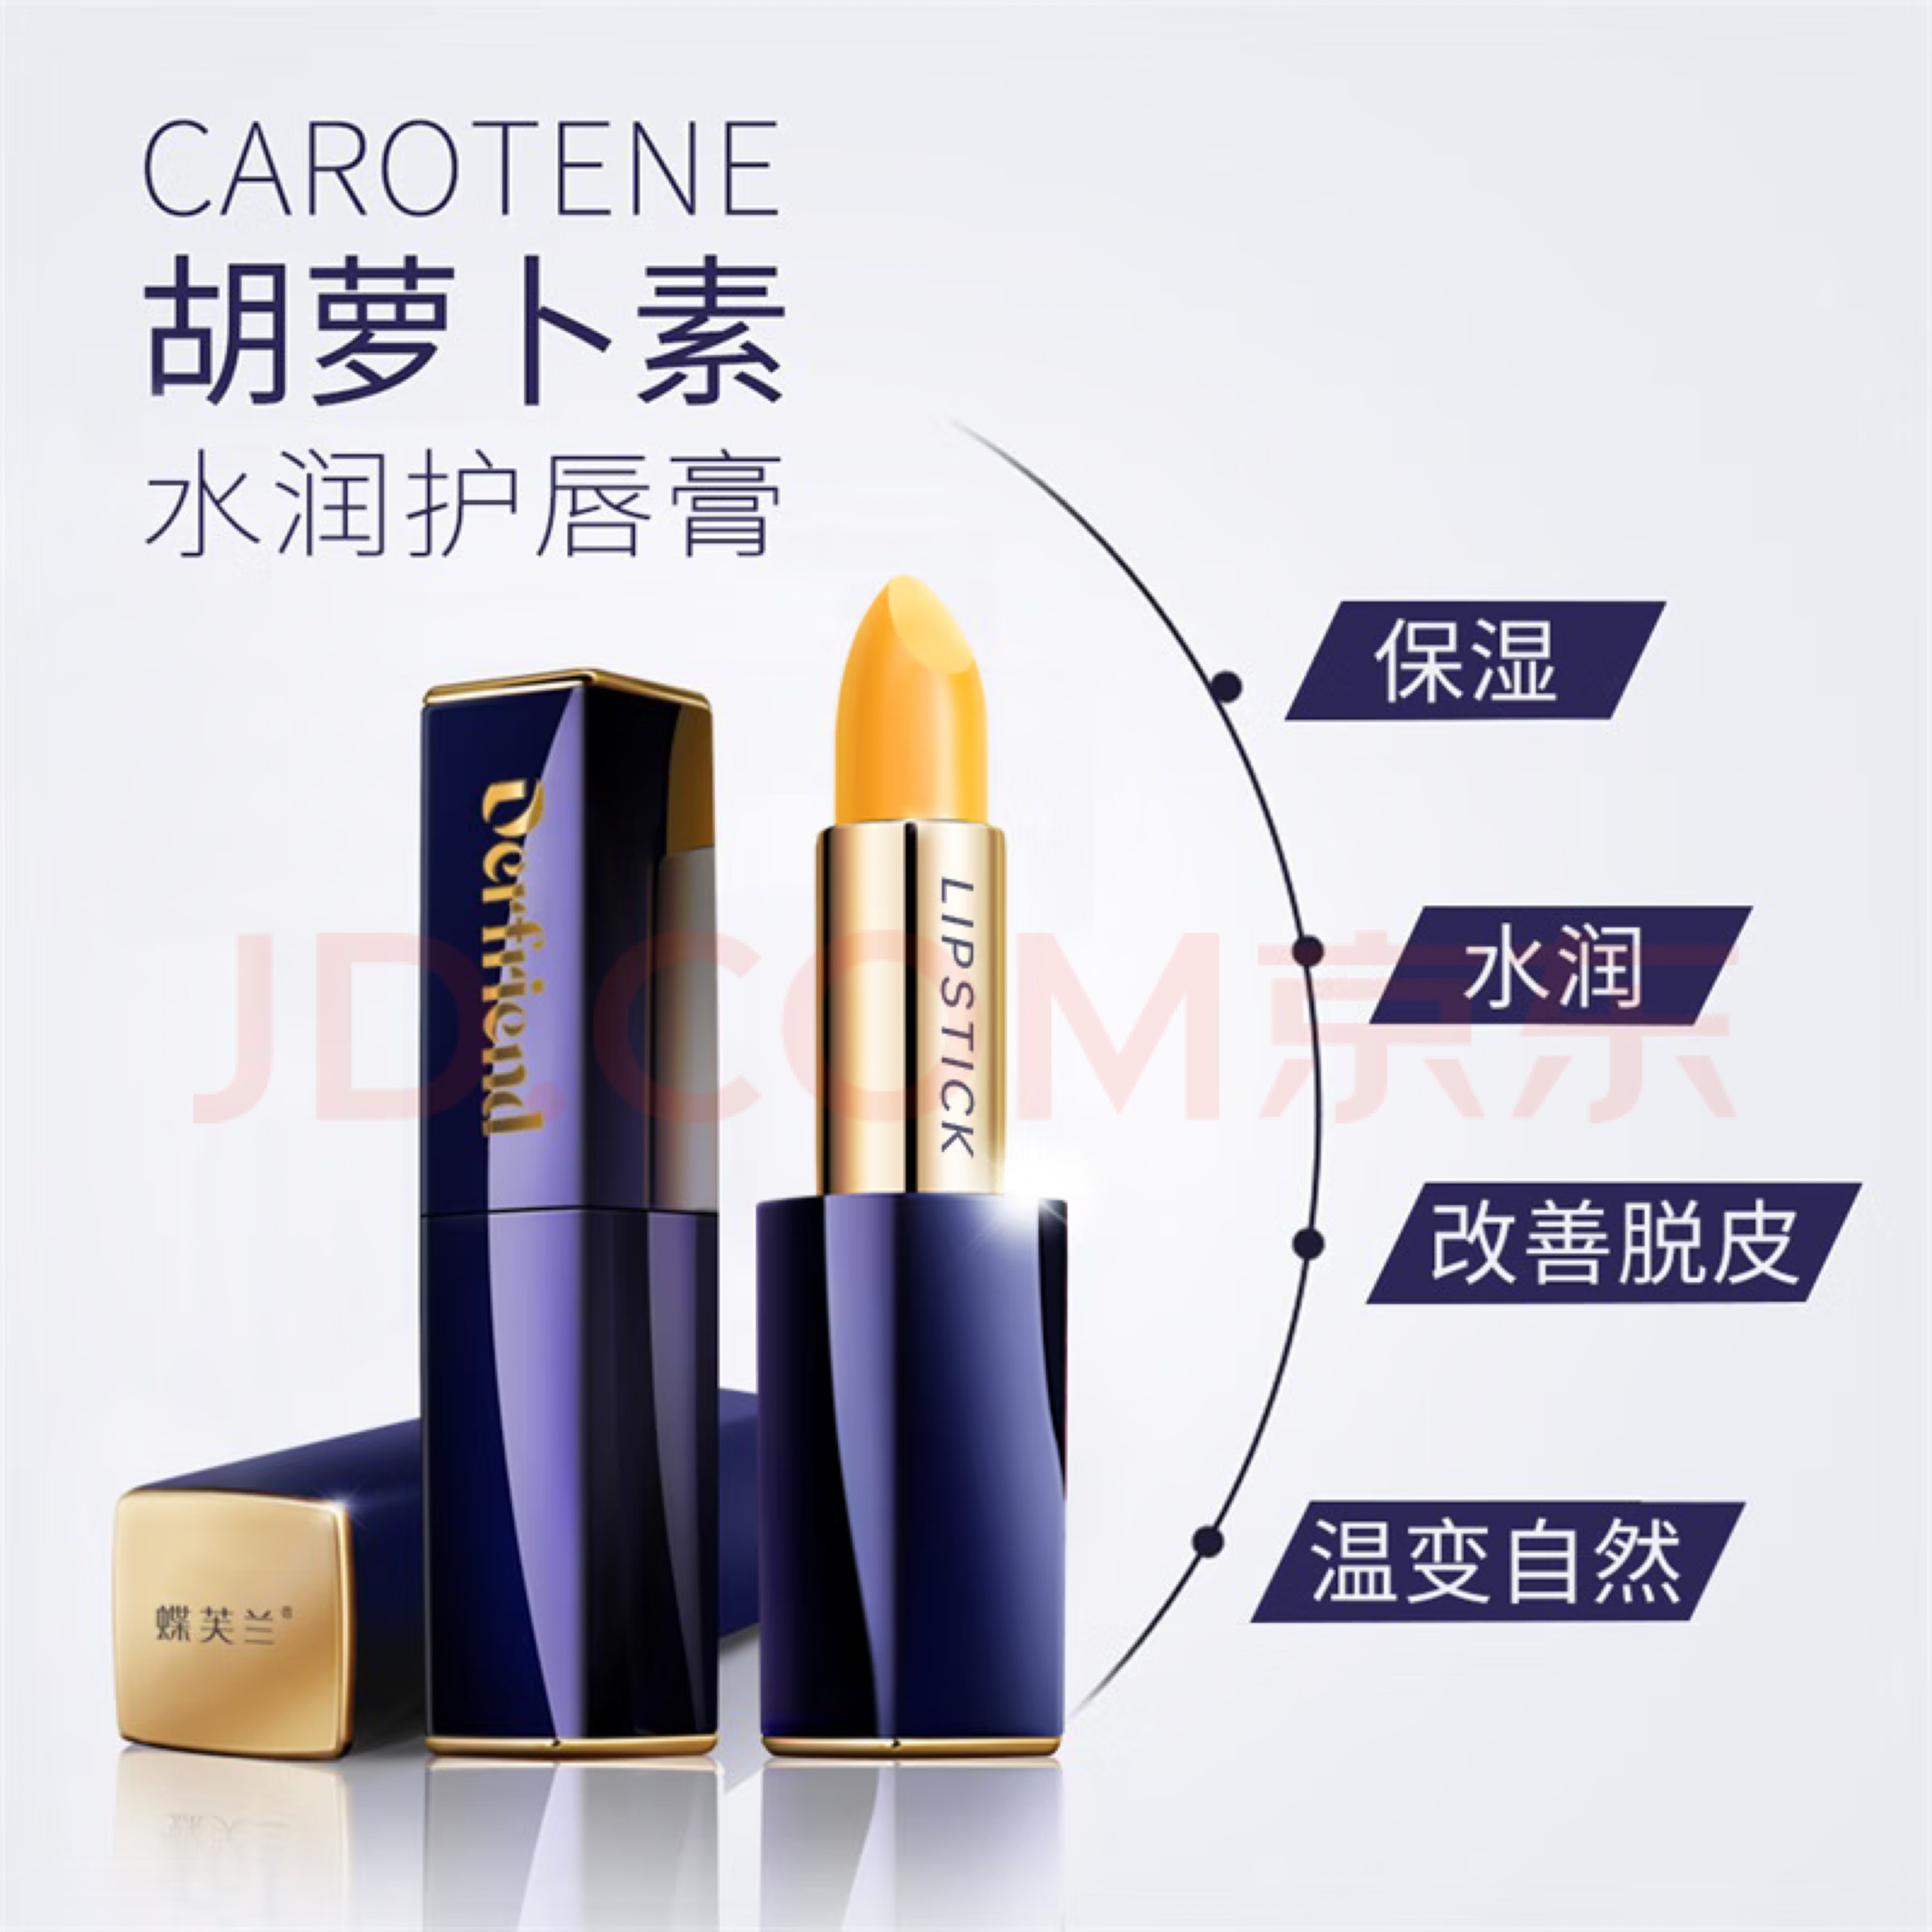 CAROTENE
胡萝卜素
水润护唇膏
保湿
水润
改善脱皮
温变自然
Derfriend
LIPSTICK
蝶芙兰®
JD.COM京东